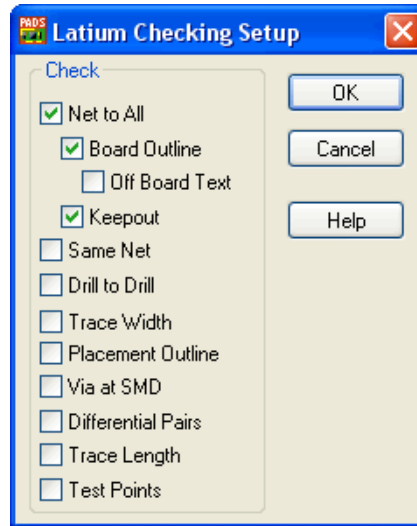 PADS
Latium Checking Setup
Check
Net to All
Board Outline
Off Board Text
Keepout
Same Net
Drill to Drill
Trace Width
Placement Outline
Via at SMD
Differential Pairs
Trace Length
Test Points
OK
Cancel
Help